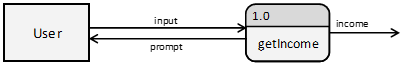 User
input
prompt
1.0
getIncome
income